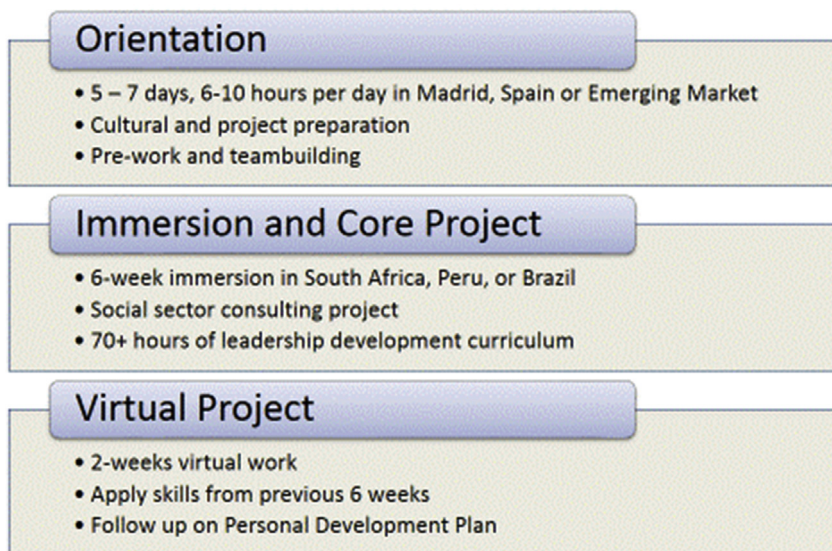 Orientation
• 5 – 7 days, 6-10 hours per day in Madrid, Spain or Emerging Market
• Cultural and project preparation
• Pre-work and teambuilding
Immersion and Core Project
• 6-week immersion in South Africa, Peru, or Brazil
• Social sector consulting project
• 70+ hours of leadership development curriculum
Virtual Project
• 2-weeks virtual work
• Apply skills from previous 6 weeks
• Follow up on Personal Development Plan